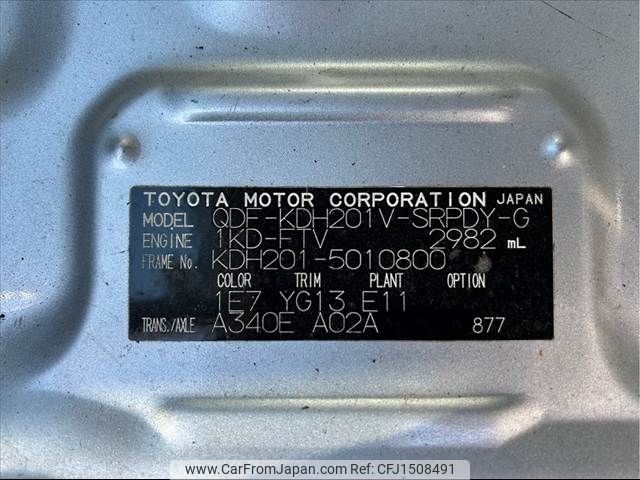 TOYOTA MOTOR CORPORATION JAPAN
MODEL QDF-KDH201V-SRPDY-G
ENGINE 1KD-FTV 2982 mL
FRAME No. KDH201-5010800
COLOR TRIM PLANT OPTION
1E7 YG13 E11
TRANS./AXLE A340E A02A 877
www.CarFromJapan.com - CFJ1508491